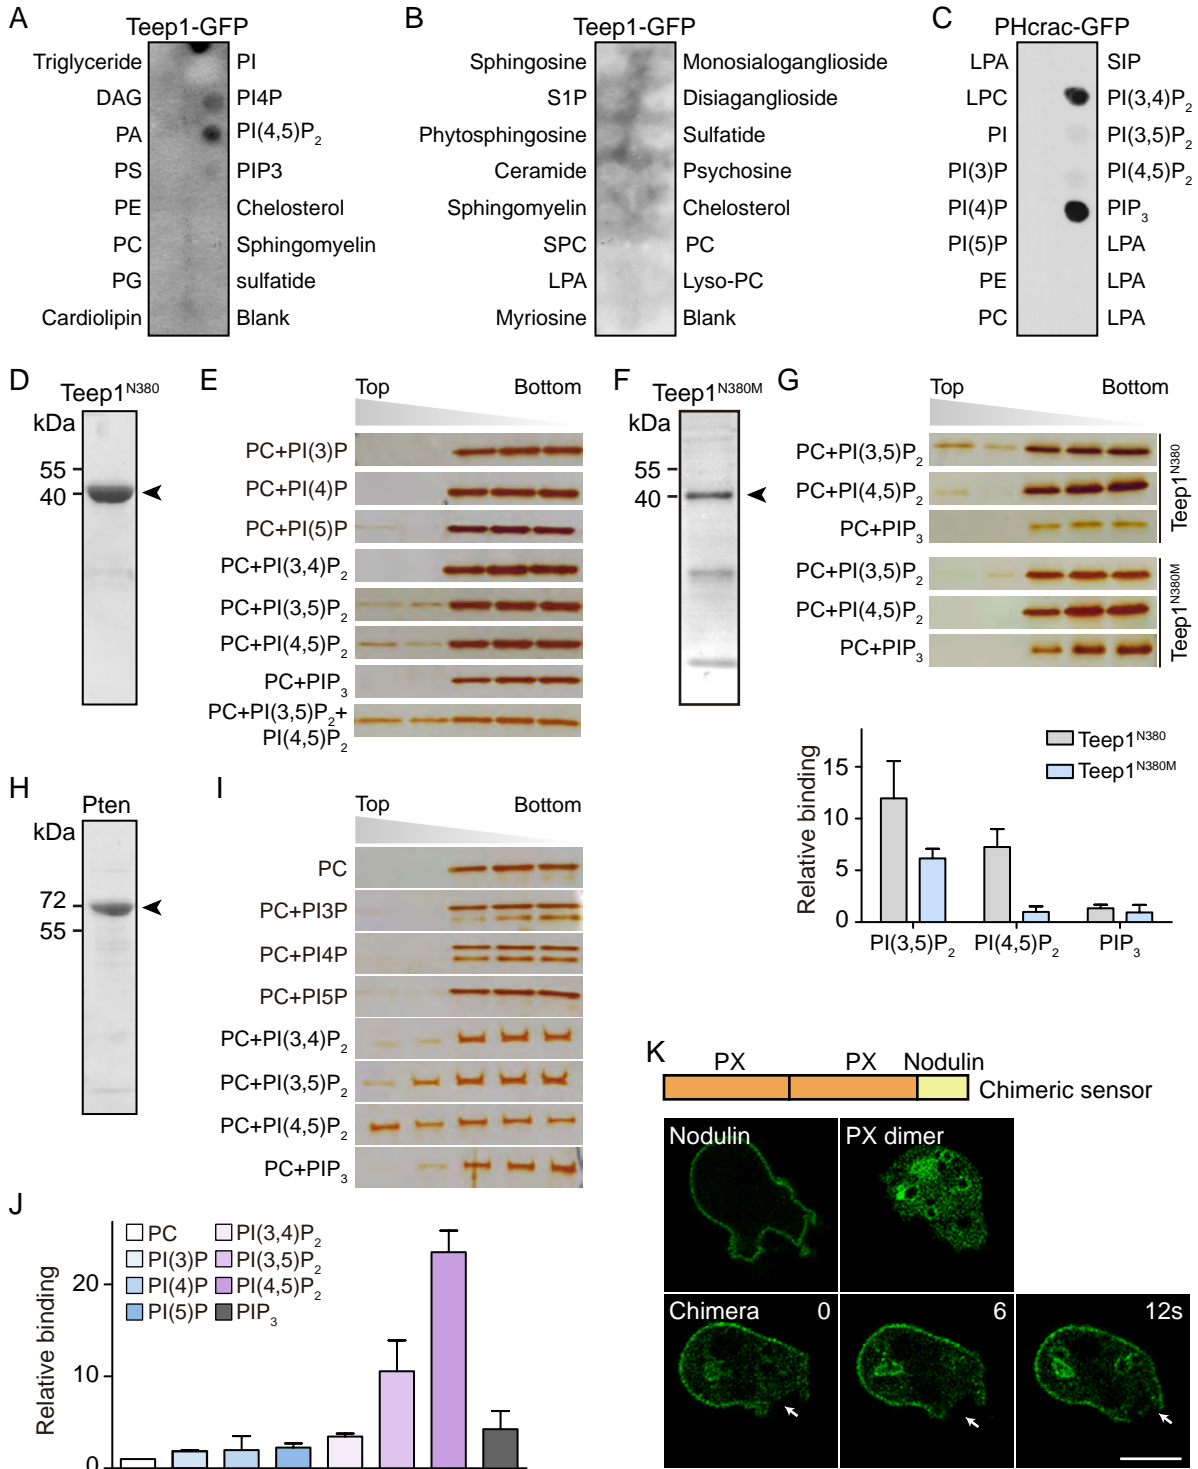 A
Teep1-GFP
Triglyceride PI
DAG PI4P
PA PI(4,5)P2
PS PIP3
PE Chelosterol
PC Sphingomyelin
PG sulfatide
Cardiolipin Blank
B
Teep1-GFP
Sphingosine Monosialoganglioside
S1P Disiaganglioside
Phytosphingosine Sulfatide
Ceramide Psychosine
Sphingomyelin Chelosterol
SPC PC
LPA Lyso-PC
Myriosine Blank
C
PHcrac-GFP
LPA SIP
LPC PI(3,4)P2
PI PI(3,5)P2
PI(3)P PI(4,5)P2
PI(4)P PIP3
PI(5)P LPA
PE LPA
PC LPA
D
Teep1N380
kDa
55
40
E
Top Bottom
PC+PI(3)P
PC+PI(4)P
PC+PI(5)P
PC+PI(3,4)P2
PC+PI(3,5)P2
PC+PI(4,5)P2
PC+PIP3
PC+PI(3,5)P2+
PI(4,5)P2
F
Teep1N380M
kDa
55
40
G
Top Bottom
PC+PI(3,5)P2
PC+PI(4,5)P2
PC+PIP3
Teep1N380
PC+PI(3,5)P2
PC+PI(4,5)P2
PC+PIP3
Teep1N380M
Relative binding
15
10
5
0
Teep1N380
Teep1N380M
PI(3,5)P2 PI(4,5)P2 PIP3
H
Pten
kDa
72
55
I
Top Bottom
PC
PC+PI3P
PC+PI4P
PC+PI5P
PC+PI(3,4)P2
PC+PI(3,5)P2
PC+PI(4,5)P2
PC+PIP3
J
Relative binding
20
10
0
PC PI(3,4)P2
PI(3)P PI(3,5)P2
PI(4)P PI(4,5)P2
PI(5)P PIP3
K
PX PX Nodulin
Chimeric sensor
Nodulin PX dimer
Chimera 0 6 12s